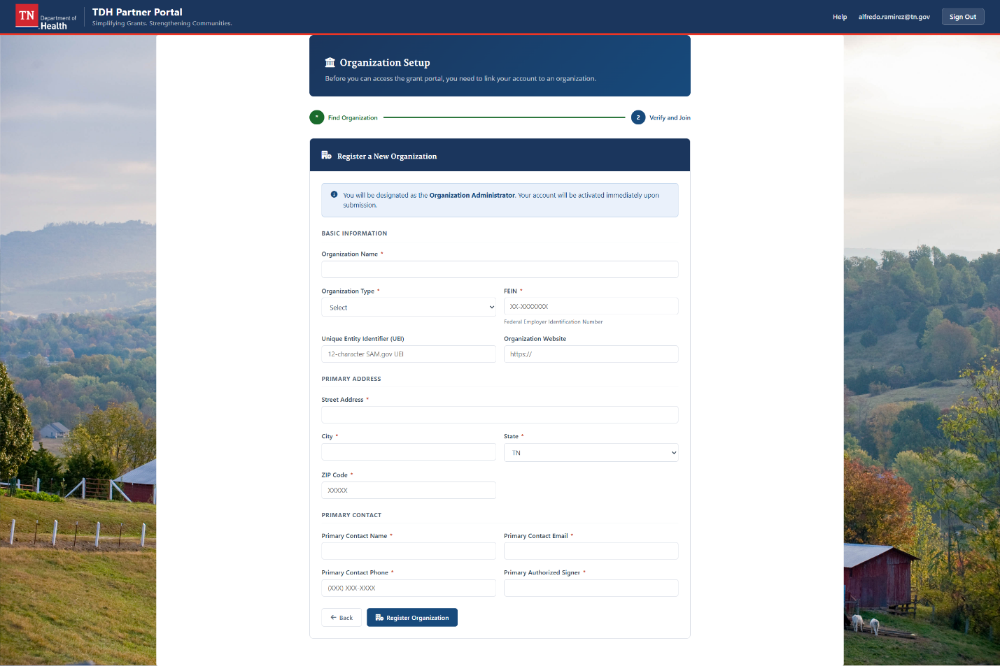 TN
Department of
Health
TDH Partner Portal
Simplifying Grants. Strengthening Communities.
Help
alfredo.ramirez@tn.gov
Sign Out
Organization Setup
Before you can access the grant portal, you need to link your account to an organization.
Find Organization
2
Verify and Join
Register a New Organization
You will be designated as the Organization Administrator. Your account will be activated immediately upon
submission.
BASIC INFORMATION
Organization Name *
Organization Type *
FEIN *
Select
XX-XXXXXXX
Federal Employer Identification Number
Unique Entity Identifier (UEI)
Organization Website
12-character SAM.gov UEI
https://
PRIMARY ADDRESS
Street Address *
City *
State *
TN
ZIP Code *
XXXXX
PRIMARY CONTACT
Primary Contact Name *
Primary Contact Email *
Primary Contact Phone *
Primary Authorized Signer *
(XXX) XXX-XXXX
← Back
Register Organization